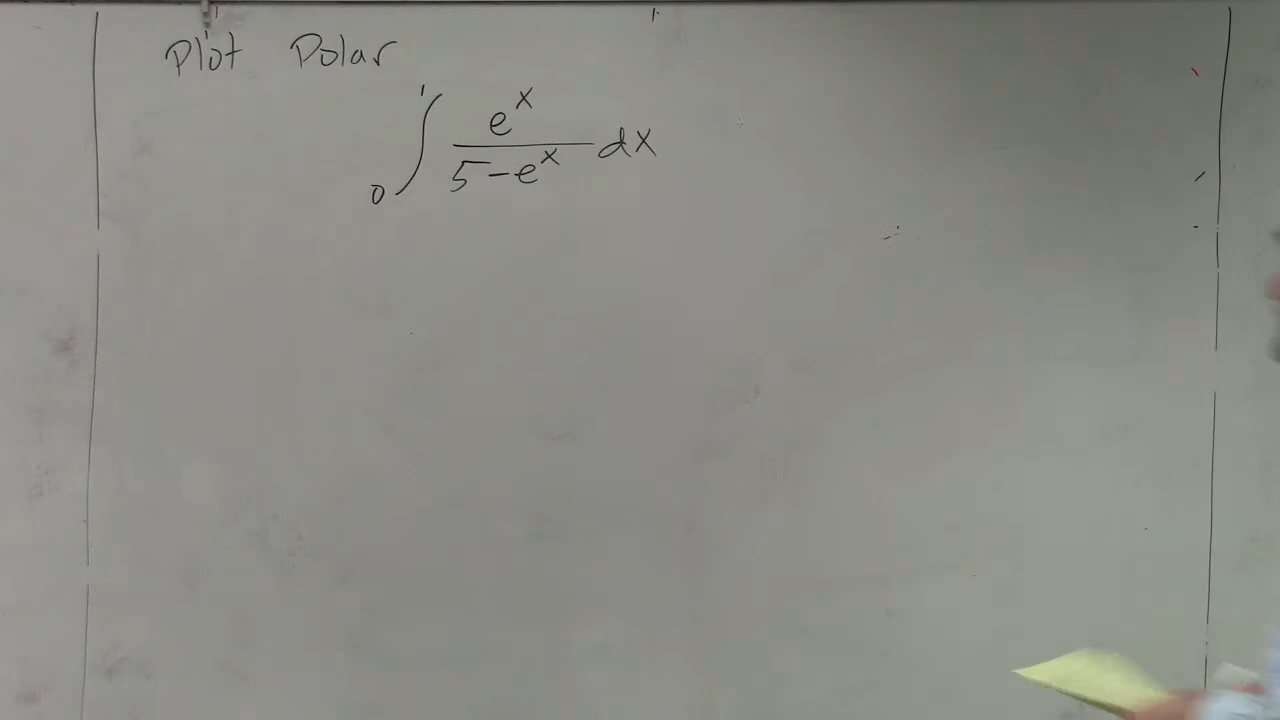 Plot Polar
∫₀¹ eˣ/(5-eˣ) dx